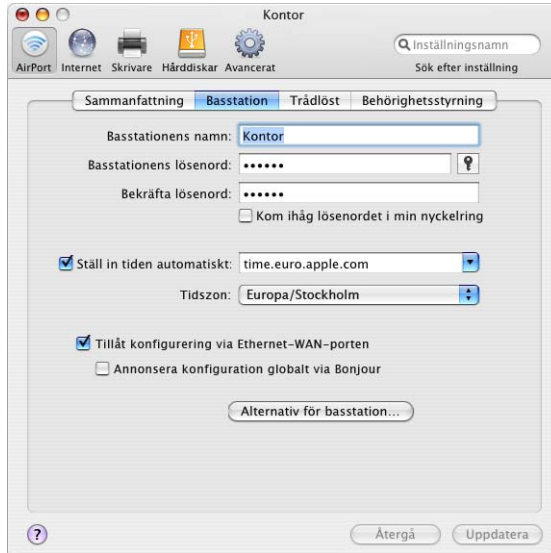 Kontor
AirPort Internet Skrivare Hårddiskar Avancerat
Inställningsnamn
Sök efter inställning
Sammanfattning Basstation Trådlöst Behörighetsstyrning
Basstationens namn: Kontor
Basstationens lösenord: ••••••
Bekräfta lösenord: ••••••
Kom ihåg lösenordet i min nyckelring
Ställ in tiden automatiskt: time.euro.apple.com
Tidszon: Europa/Stockholm
Tillåt konfigurering via Ethernet-WAN-porten
Annonsera konfiguration globalt via Bonjour
Alternativ för basstation...
? Återgå Uppdatera